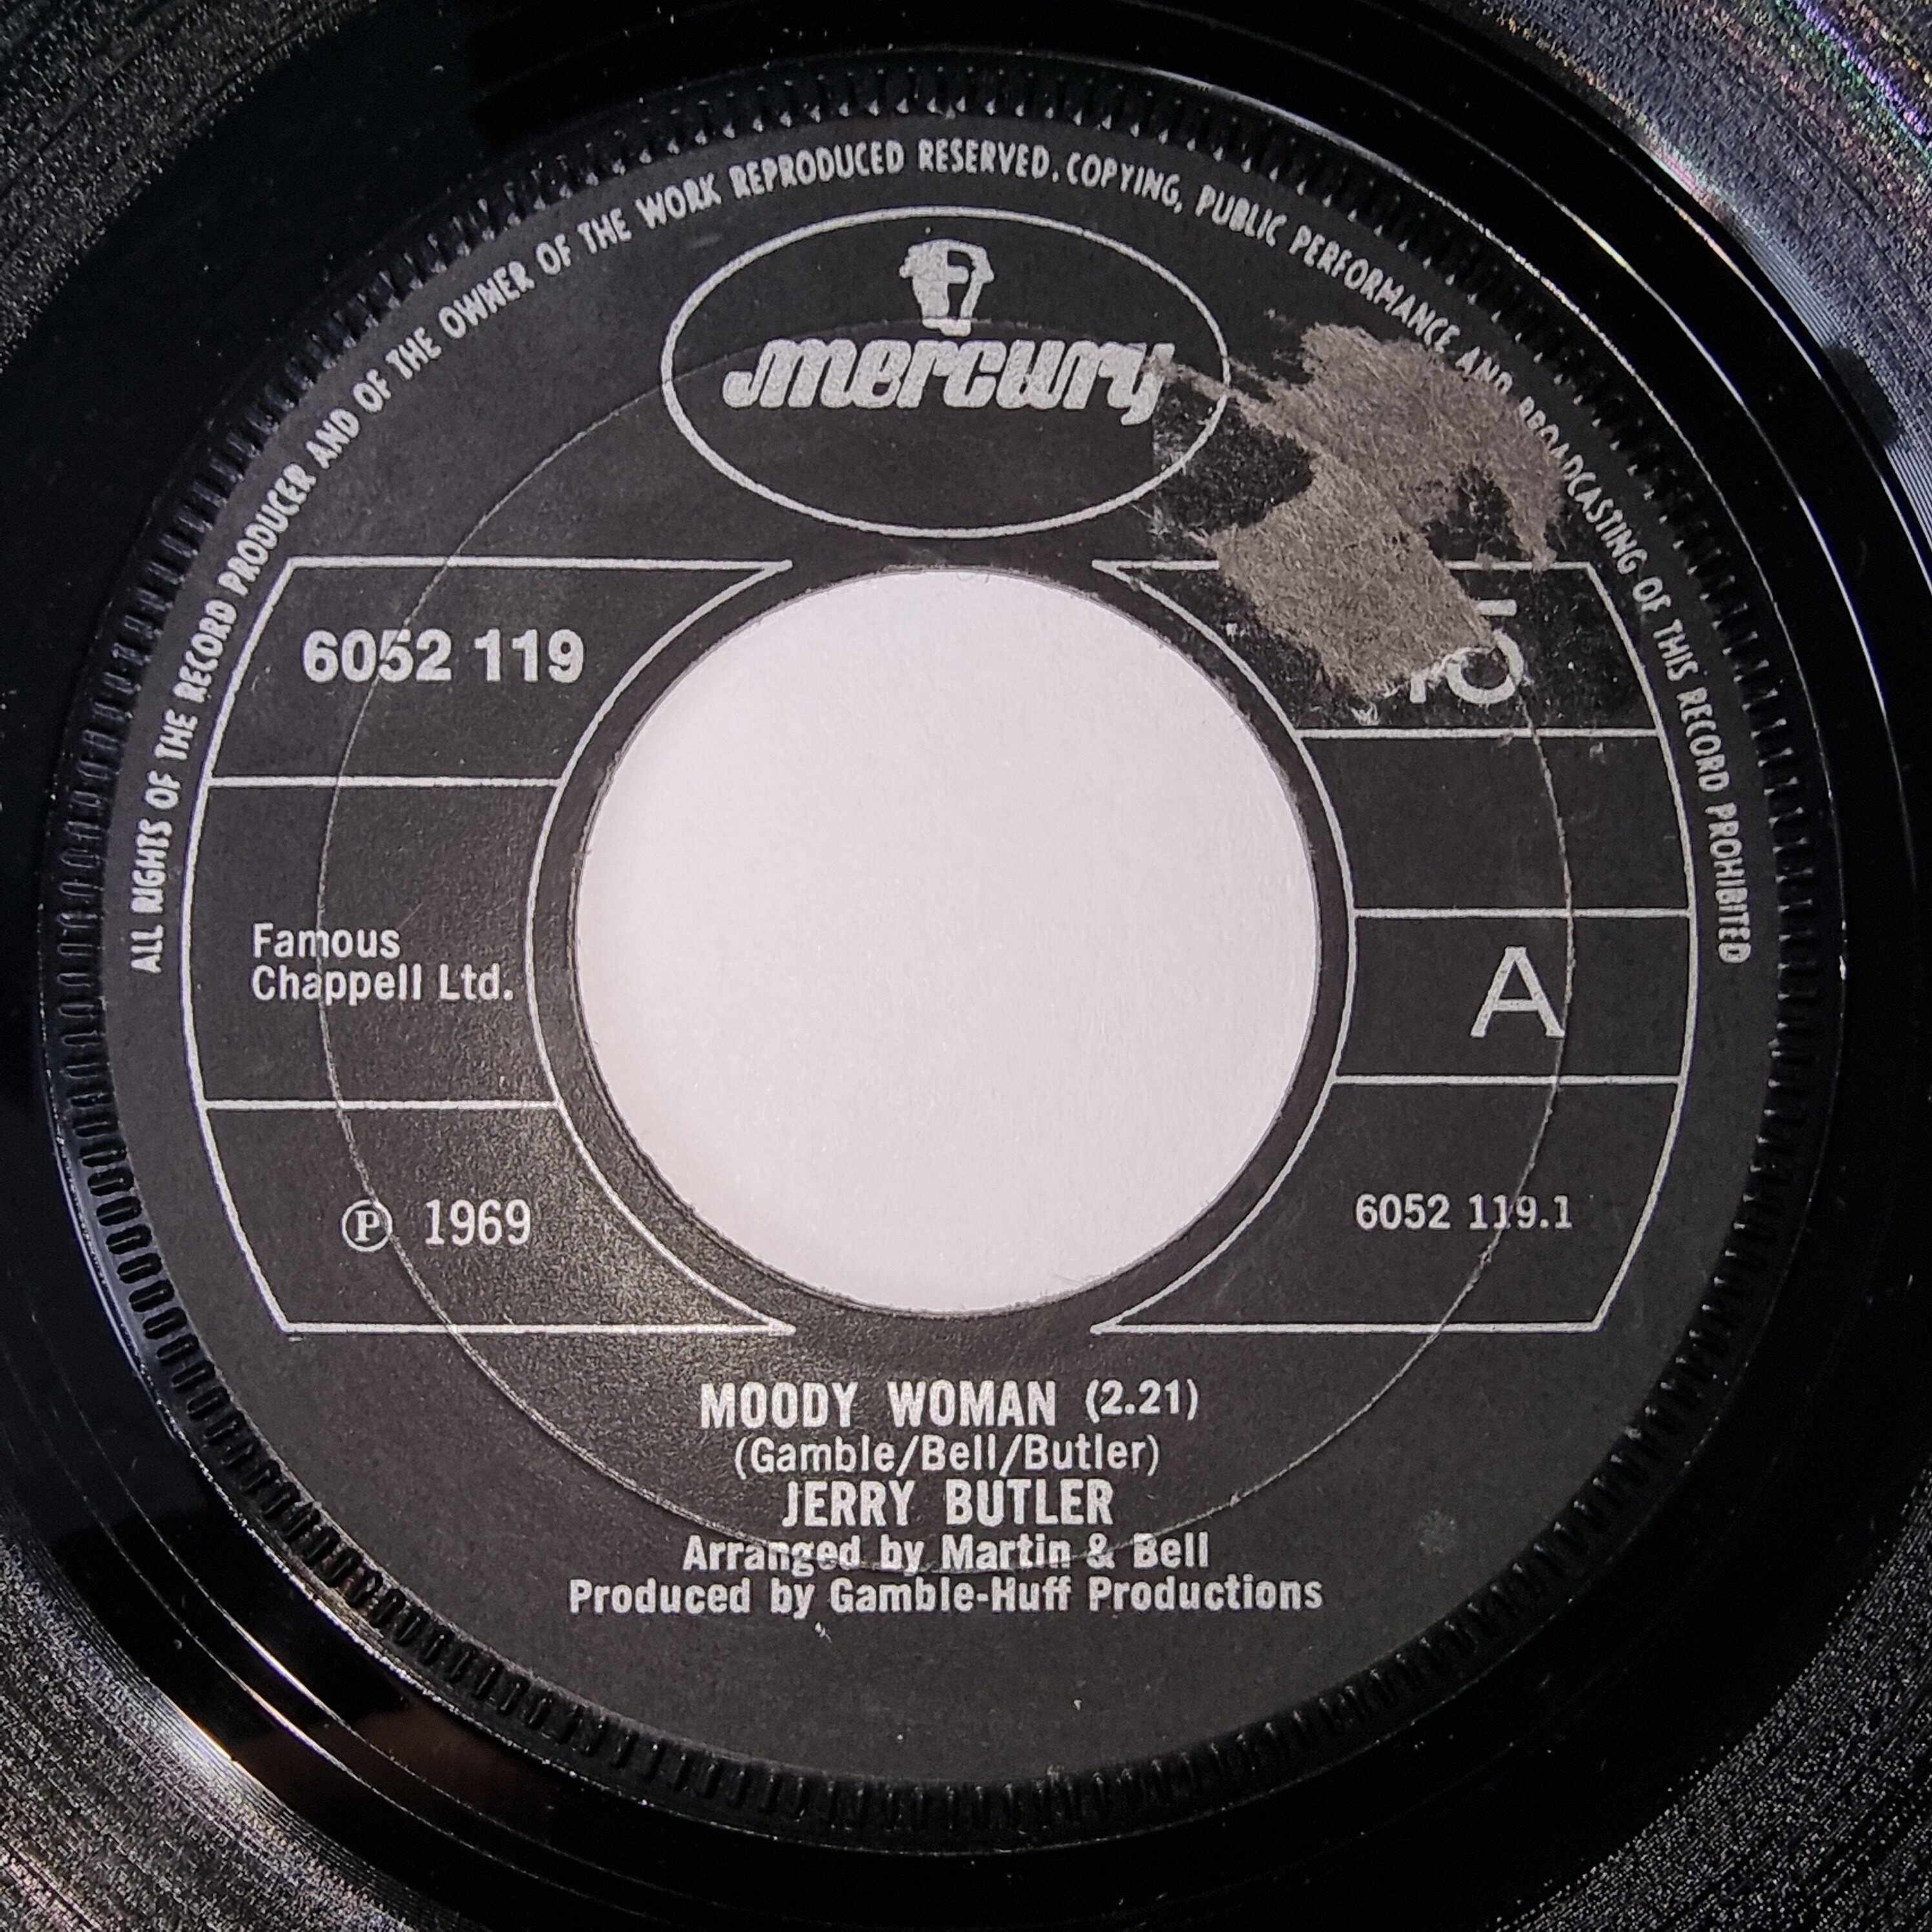 ALL RIGHTS OF THE RECORD PRODUCER AND OF THE OWNER OF THE WORK REPRODUCED RESERVED. COPYING, PUBLIC PERFORMANCE AND BROADCASTING OF THIS RECORD PROHIBITED
mercury
6052 119
Famous
Chappell Ltd.
A
℗ 1969
6052 119.1
MOODY WOMAN (2.21)
(Gamble/Bell/Butler)
JERRY BUTLER
Arranged by Martin & Bell
Produced by Gamble-Huff Productions